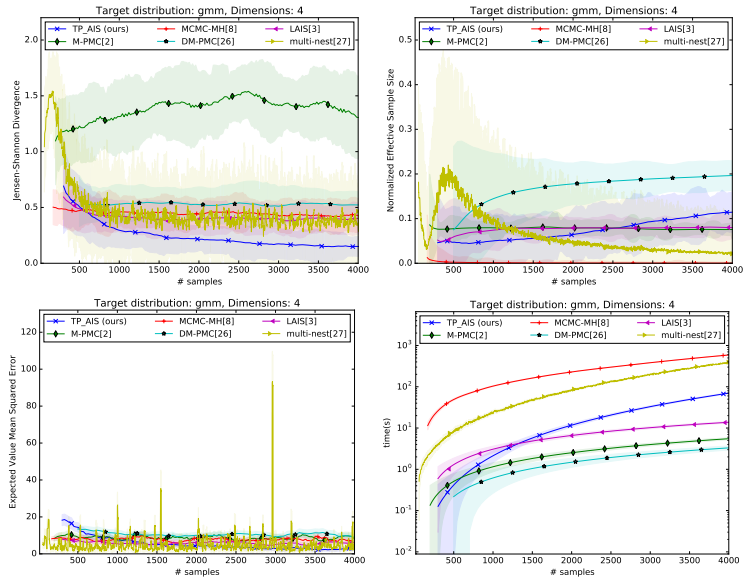 Target distribution: gmm, Dimensions: 4
TP_AIS (ours) MCMC-MH[8] LAIS[3]
M-PMC[2] DM-PMC[26] multi-nest[27]
Jensen-Shannon Divergence
2.0
1.5
1.0
0.5
0.0
500 1000 1500 2000 2500 3000 3500 4000
# samples
Target distribution: gmm, Dimensions: 4
TP_AIS (ours) MCMC-MH[8] LAIS[3]
M-PMC[2] DM-PMC[26] multi-nest[27]
Normalized Effective Sample Size
0.5
0.4
0.3
0.2
0.1
0.0
500 1000 1500 2000 2500 3000 3500 4000
# samples
Target distribution: gmm, Dimensions: 4
TP_AIS (ours) MCMC-MH[8] LAIS[3]
M-PMC[2] DM-PMC[26] multi-nest[27]
Expected Value Mean Squared Error
120
100
80
60
40
20
0
500 1000 1500 2000 2500 3000 3500 4000
# samples
Target distribution: gmm, Dimensions: 4
TP_AIS (ours) MCMC-MH[8] LAIS[3]
M-PMC[2] DM-PMC[26] multi-nest[27]
time(s)
10³
10²
10¹
10⁰
10⁻¹
10⁻²
500 1000 1500 2000 2500 3000 3500 4000
# samples